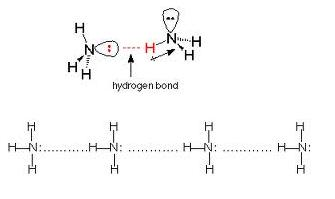 H
N : H N H H
H H
hydrogen bond
H H H H
H–N:..........H–N:..........H–N:..........H–N:
H H H H